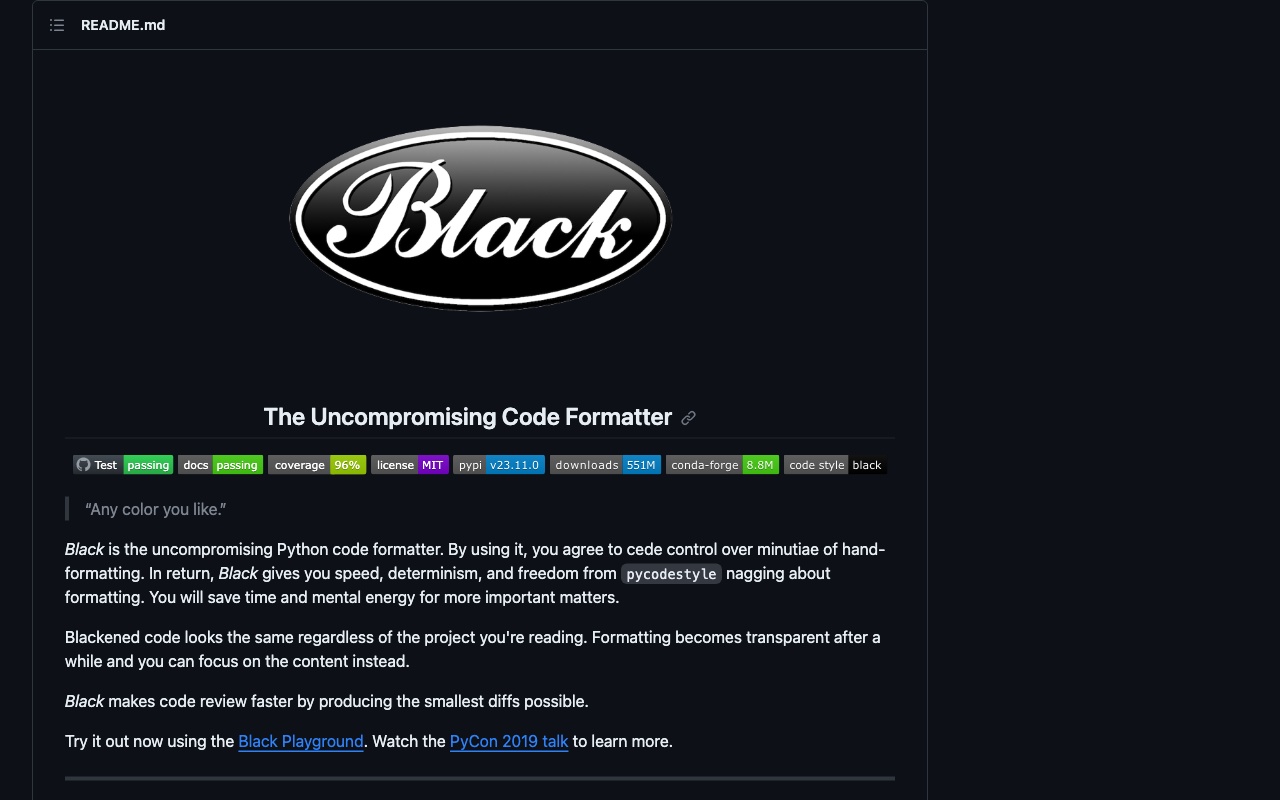 README.md
Black
The Uncompromising Code Formatter
Test passing docs passing coverage 96% license MIT pypi v23.11.0 downloads 551M conda-forge 8.8M code style black
“Any color you like.”
Black is the uncompromising Python code formatter. By using it, you agree to cede control over minutiae of hand-
formatting. In return, Black gives you speed, determinism, and freedom from pycodestyle nagging about
formatting. You will save time and mental energy for more important matters.
Blackened code looks the same regardless of the project you're reading. Formatting becomes transparent after a
while and you can focus on the content instead.
Black makes code review faster by producing the smallest diffs possible.
Try it out now using the Black Playground. Watch the PyCon 2019 talk to learn more.